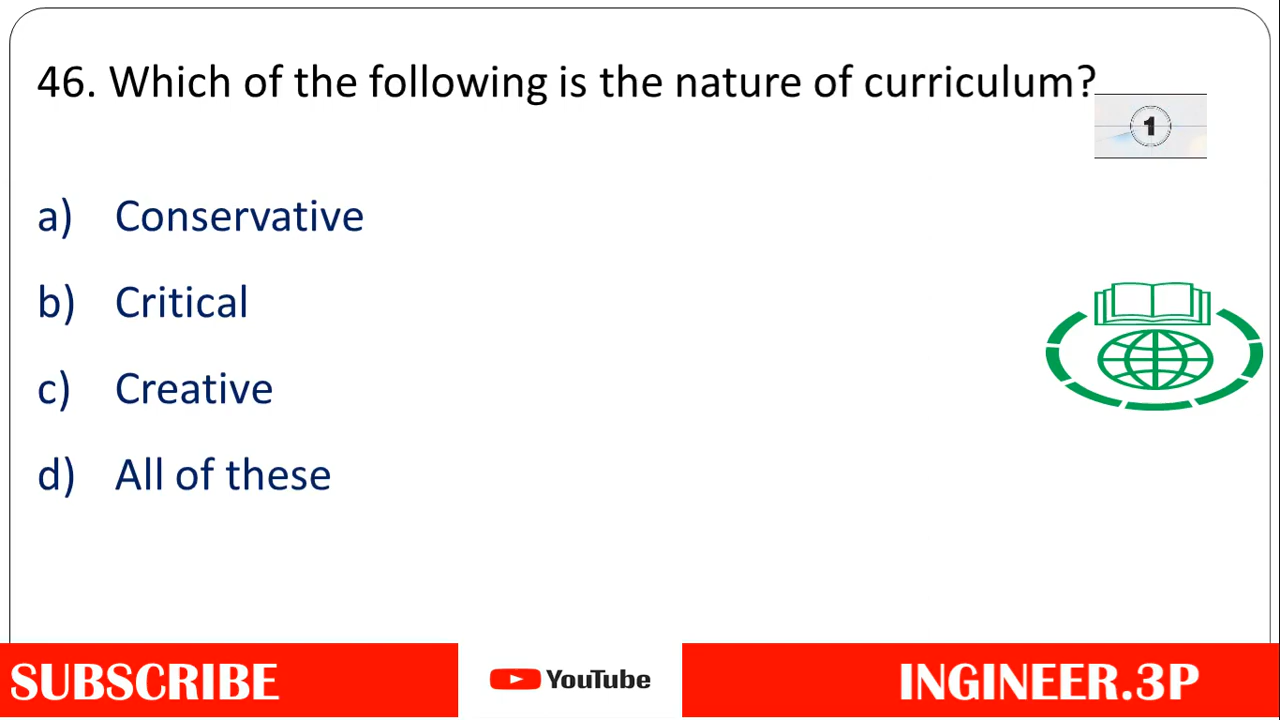 46. Which of the following is the nature of curriculum?
1
a) Conservative
b) Critical
c) Creative
d) All of these
SUBSCRIBE YouTube INGINEER.3P